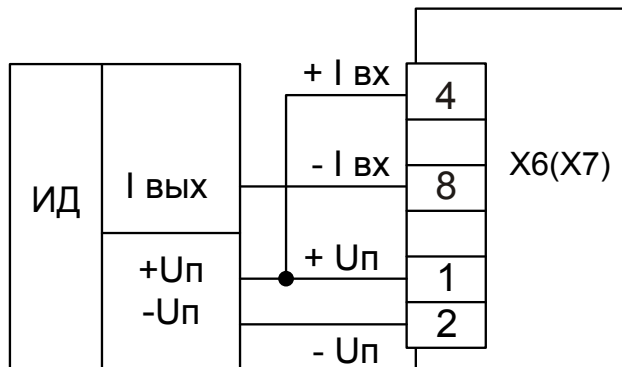 + I вх
4
- I вх
8
X6(X7)
ИД
I вых
+ Uп
1
+Uп
-Uп
2
- Uп